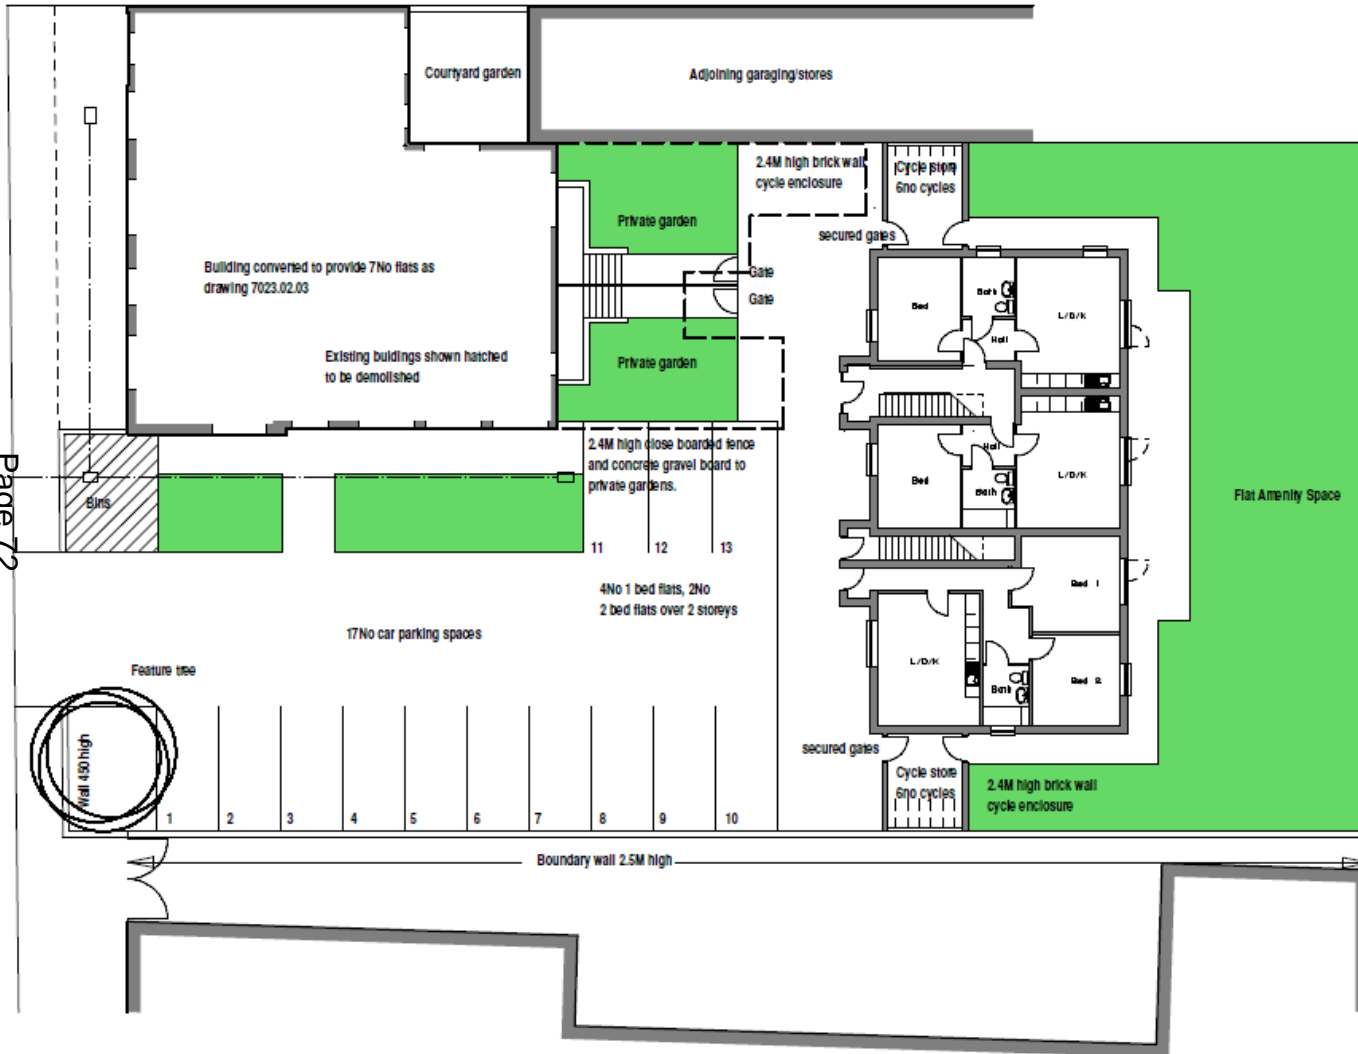 Courtyard garden
Adjoining garaging/stores
2.4M high brick wall
cycle enclosure
Cycle store
6no cycles
Private garden
secured gates
Building converted to provide 7No flats as
drawing 7023.02.03
Gate
Gate
Bed
Bath
Hall
L/D/K
Existing buildings shown hatched
to be demolished
Private garden
2.4M high close boarded fence
and concrete gravel board to
private gardens.
Hall
Bed
Bath
L/D/K
Flat Amenity Space
Page 72
Bins
11
12
13
4No 1 bed flats, 2No
2 bed flats over 2 storeys
Bed 1
17No car parking spaces
Feature tree
L/D/K
Bath
Bed 2
Wall 450 high
secured gates
Cycle store
6no cycles
2.4M high brick wall
cycle enclosure
1
2
3
4
5
6
7
8
9
10
Boundary wall 2.5M high